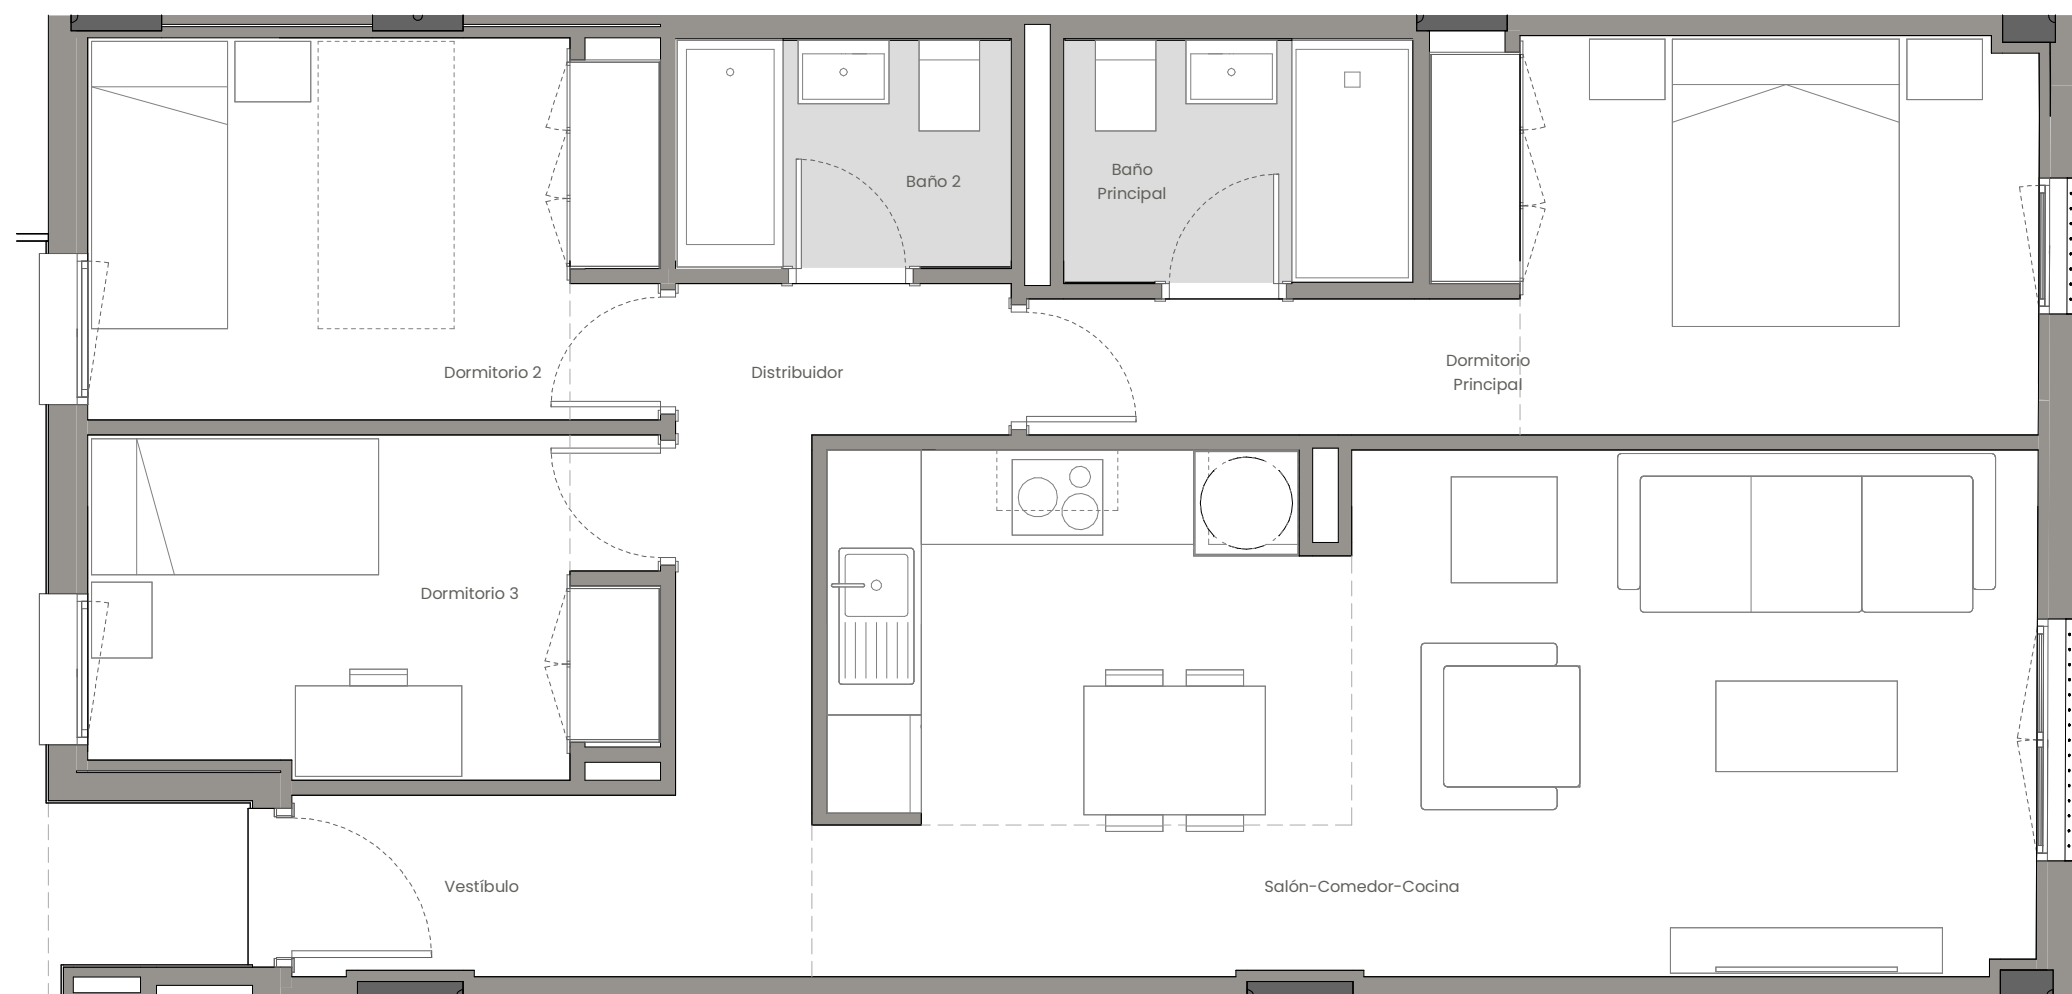 Baño 2
Baño
Principal
Dormitorio 2
Distribuidor
Dormitorio
Principal
Dormitorio 3
Vestíbulo
Salón-Comedor-Cocina